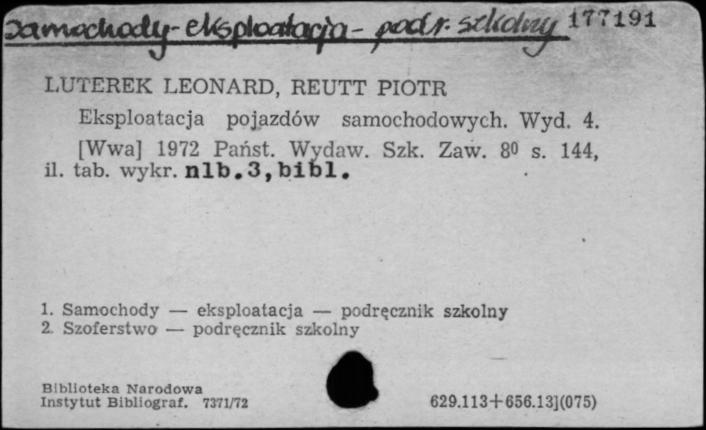 Samochody - eksploatacja - podr. szkolny 177191
LUTEREK LEONARD, REUTT PIOTR
Eksploatacja pojazdów samochodowych. Wyd. 4.
[Wwa] 1972 Państ. Wydaw. Szk. Zaw. 8⁰ s. 144,
il. tab. wykr. nlb.3,bibl.
1. Samochody — eksploatacja — podręcznik szkolny
2. Szoferstwo — podręcznik szkolny
Biblioteka Narodowa
Instytut Bibliograf. 7371/72
629.113+656.13](075)